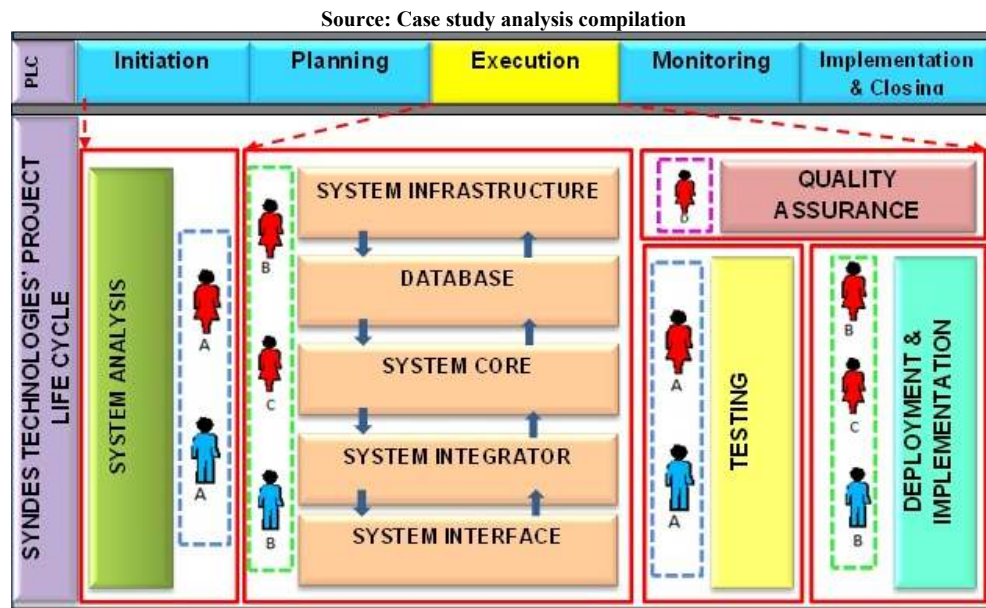 Source: Case study analysis compilation
PLC
Initiation
Planning
Execution
Monitoring
Implementation
& Closing
SYNDES TECHNOLOGIES' PROJECT
LIFE CYCLE
SYSTEM ANALYSIS
A
A
B
C
B
SYSTEM INFRASTRUCTURE
DATABASE
SYSTEM CORE
SYSTEM INTEGRATOR
SYSTEM INTERFACE
QUALITY
ASSURANCE
A
A
TESTING
B
C
B
DEPLOYMENT &
IMPLEMENTATION